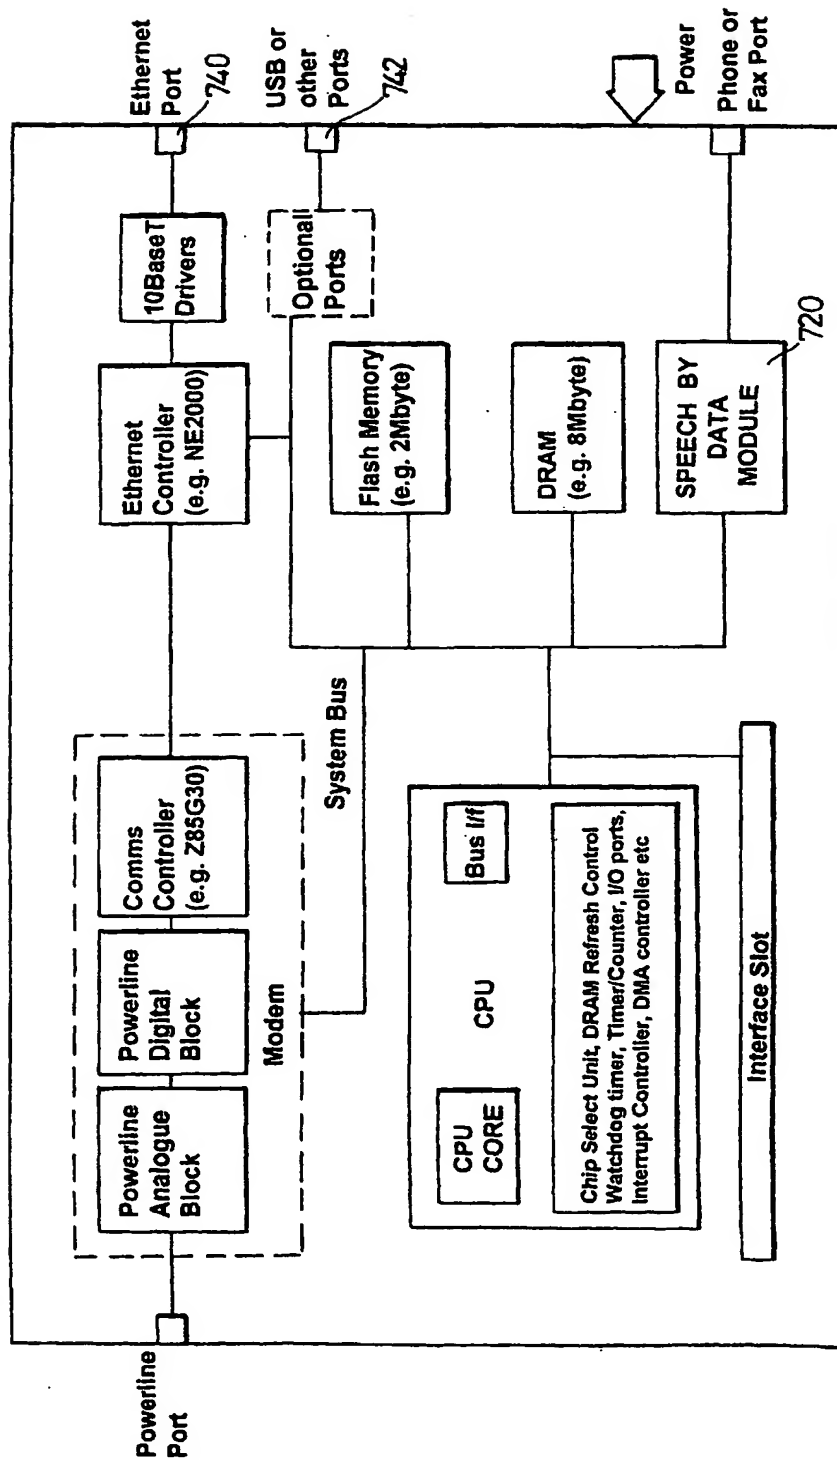 Powerline
Port
Powerline
Analogue
Block
Powerline
Digital
Block
Comms
Controller
(e.g. Z85G30)
Modem
Ethernet
Controller
(e.g. NE2000)
10BaseT
Drivers
Ethernet
Port
740
System Bus
Optional
Ports
USB or
other
Ports
742
Flash Memory
(e.g. 2Mbyte)
DRAM
(e.g. 8Mbyte)
Power
SPEECH BY
DATA
MODULE
720
Phone or
Fax Port
CPU
CORE
CPU
Bus I/f
Chip Select Unit, DRAM Refresh Control
Watchdog timer, Timer/Counter, I/O ports,
Interrupt Controller, DMA controller etc
Interface Slot